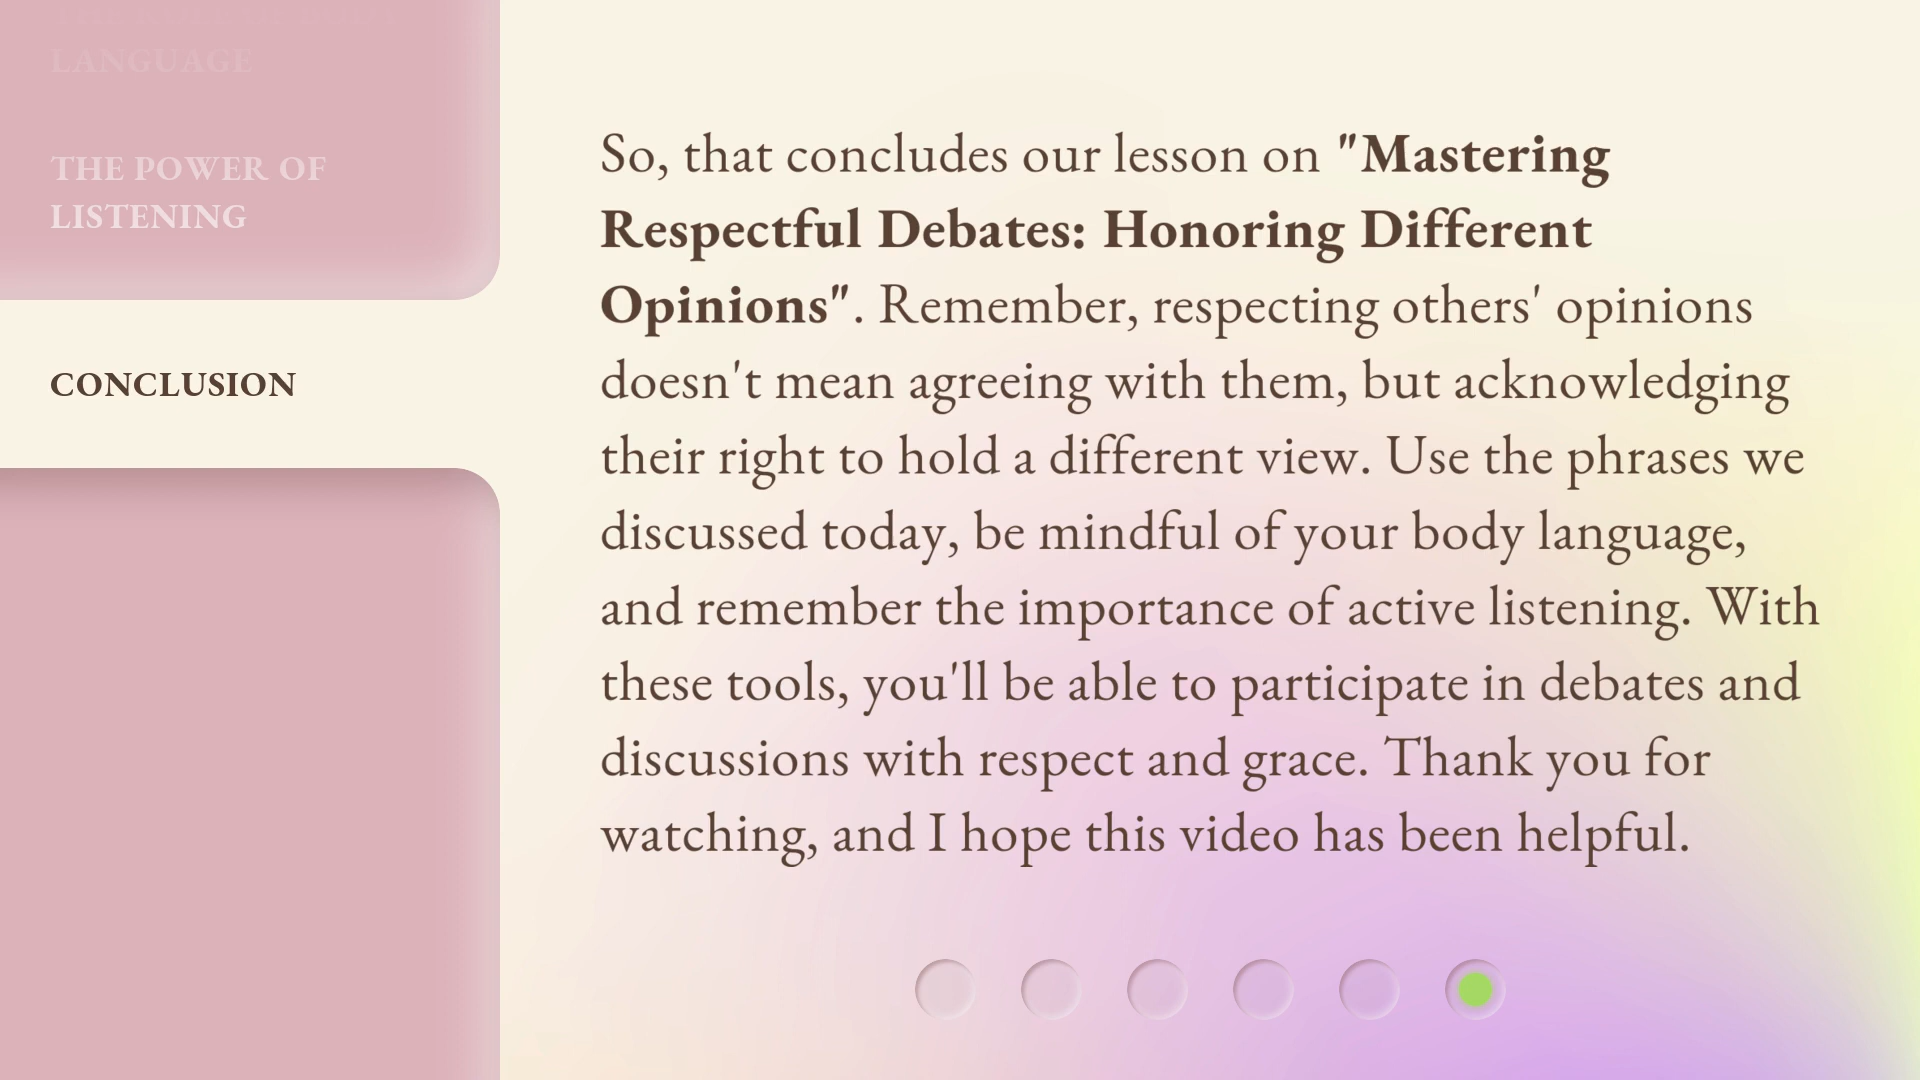 LANGUAGE
THE POWER OF
LISTENING
CONCLUSION
So, that concludes our lesson on "Mastering
Respectful Debates: Honoring Different
Opinions". Remember, respecting others' opinions
doesn't mean agreeing with them, but acknowledging
their right to hold a different view. Use the phrases we
discussed today, be mindful of your body language,
and remember the importance of active listening. With
these tools, you'll be able to participate in debates and
discussions with respect and grace. Thank you for
watching, and I hope this video has been helpful.